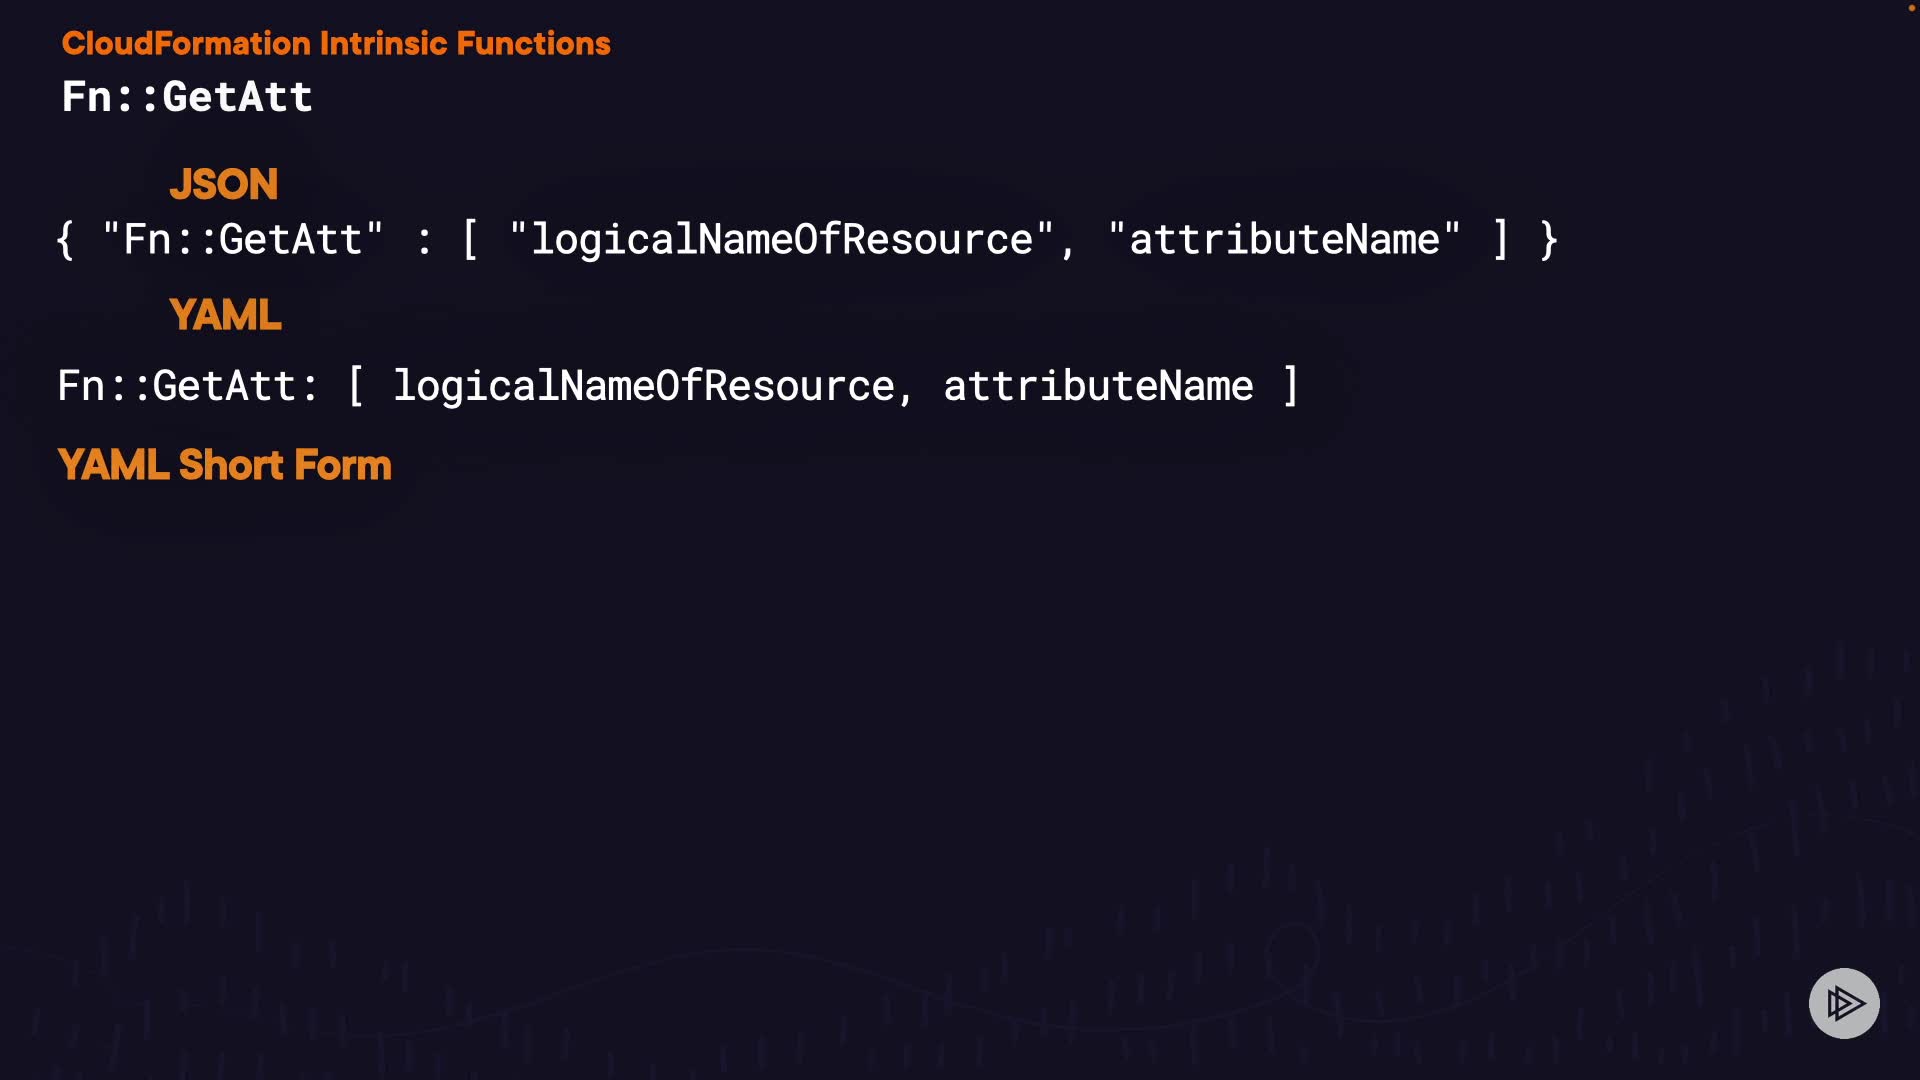 CloudFormation Intrinsic Functions
Fn::GetAtt
JSON
{ "Fn::GetAtt" : [ "logicalNameOfResource", "attributeName" ] }
YAML
Fn::GetAtt: [ logicalNameOfResource, attributeName ]
YAML Short Form